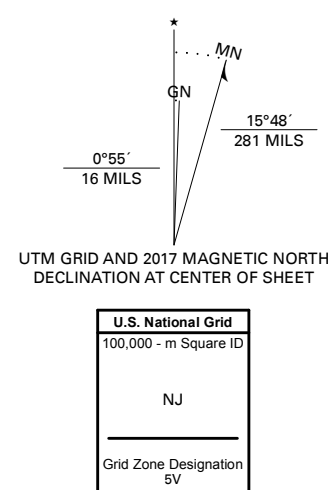 MN
GN
15°48´
281 MILS
0°55´
16 MILS
UTM GRID AND 2017 MAGNETIC NORTH
DECLINATION AT CENTER OF SHEET
U.S. National Grid
100,000 - m Square ID
NJ
Grid Zone Designation
5V